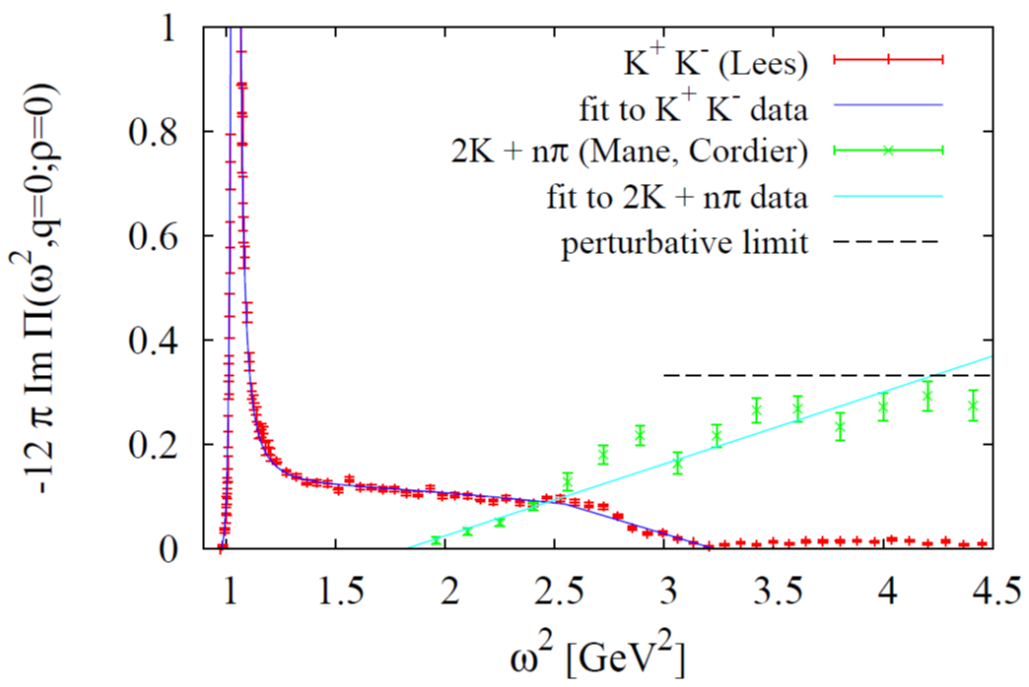 -12 π Im Π(ω²,q=0;ρ=0)
1
0.8
0.6
0.4
0.2
0
K⁺ K⁻ (Lees)
fit to K⁺ K⁻ data
2K + nπ (Mane, Cordier)
fit to 2K + nπ data
perturbative limit
1 1.5 2 2.5 3 3.5 4 4.5
ω² [GeV²]